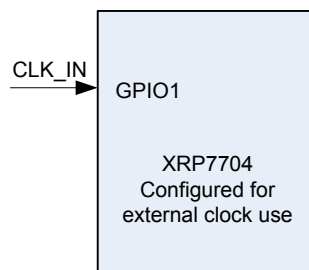 CLK_IN
GPIO1
XRP7704
Configured for
external clock use